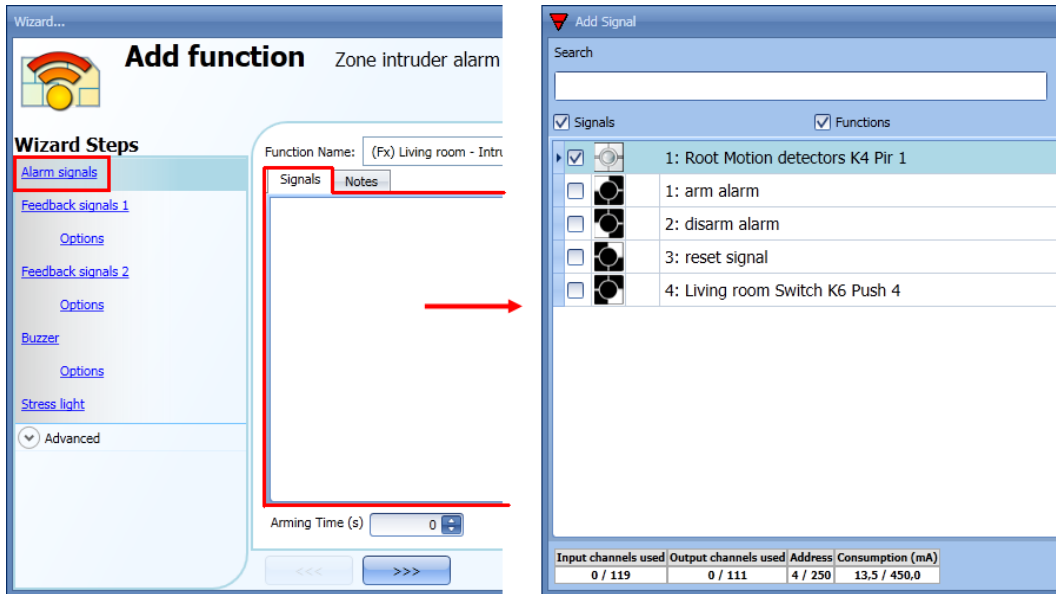 Wizard...
Add function Zone intruder alarm
Wizard Steps
Alarm signals
Feedback signals 1
Options
Feedback signals 2
Options
Buzzer
Options
Stress light
Advanced
Function Name: (Fx) Living room - Intru
Signals Notes
Arming Time (s) 0
<<< >>>
Add Signal
Search
Signals Functions
1: Root Motion detectors K4 Pir 1
1: arm alarm
2: disarm alarm
3: reset signal
4: Living room Switch K6 Push 4
Input channels used Output channels used Address Consumption (mA)
0 / 119 0 / 111 4 / 250 13,5 / 450,0